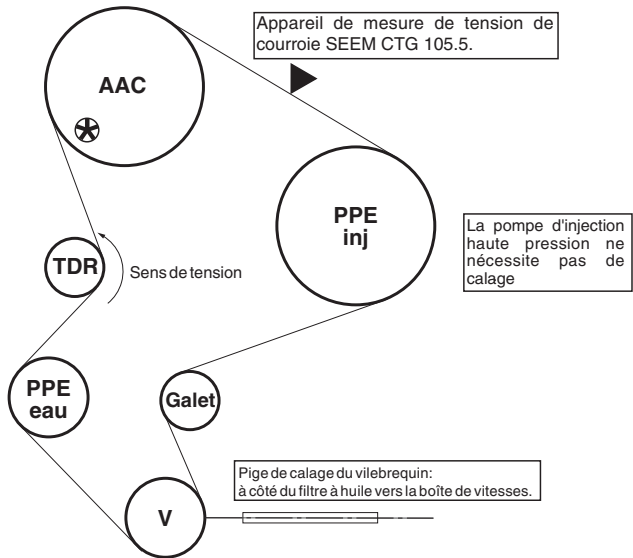 Appareil de mesure de tension de
courroie SEEM CTG 105.5.
AAC
PPE
inj
La pompe d'injection
haute pression ne
nécessite pas de
calage
TDR
Sens de tension
PPE
eau
Galet
Pige de calage du vilebrequin:
à côté du filtre à huile vers la boîte de vitesses.
V